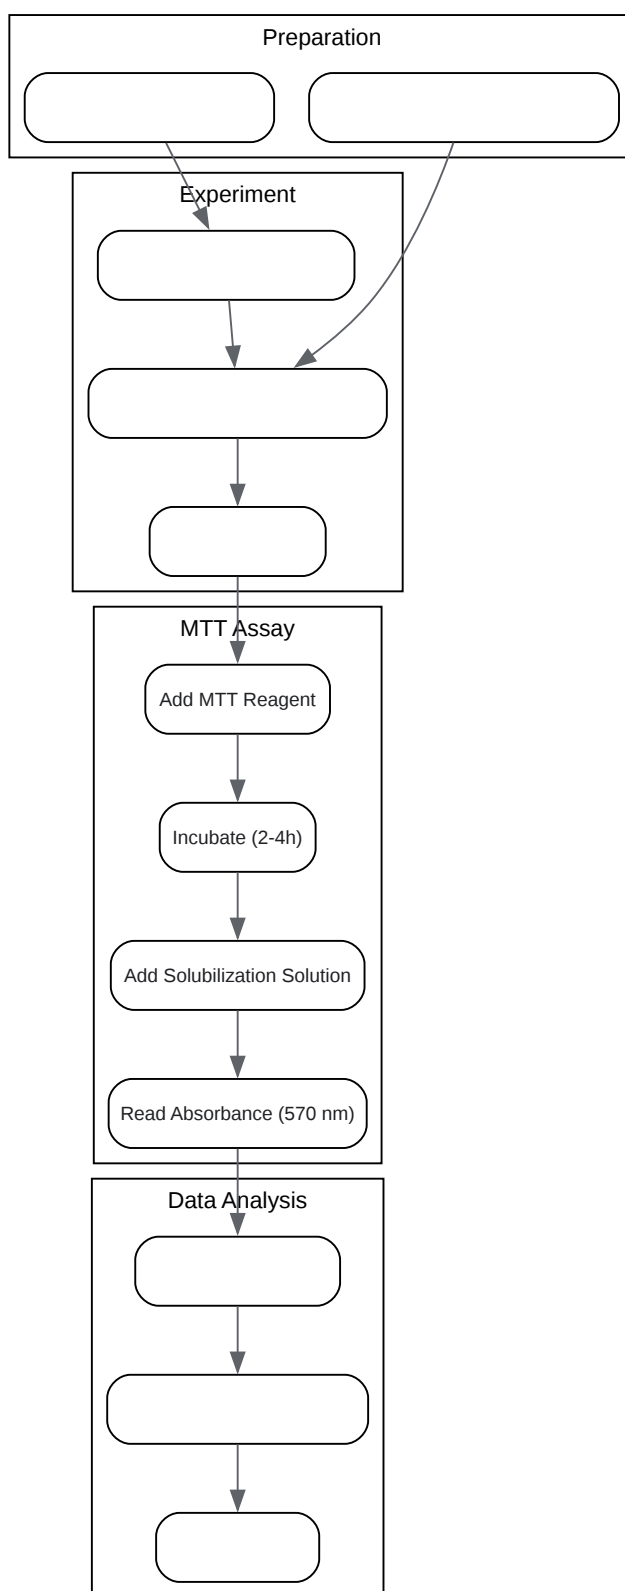 Preparation
Experiment
MTT Assay
Add MTT Reagent
Incubate (2-4h)
Add Solubilization Solution
Read Absorbance (570 nm)
Data Analysis